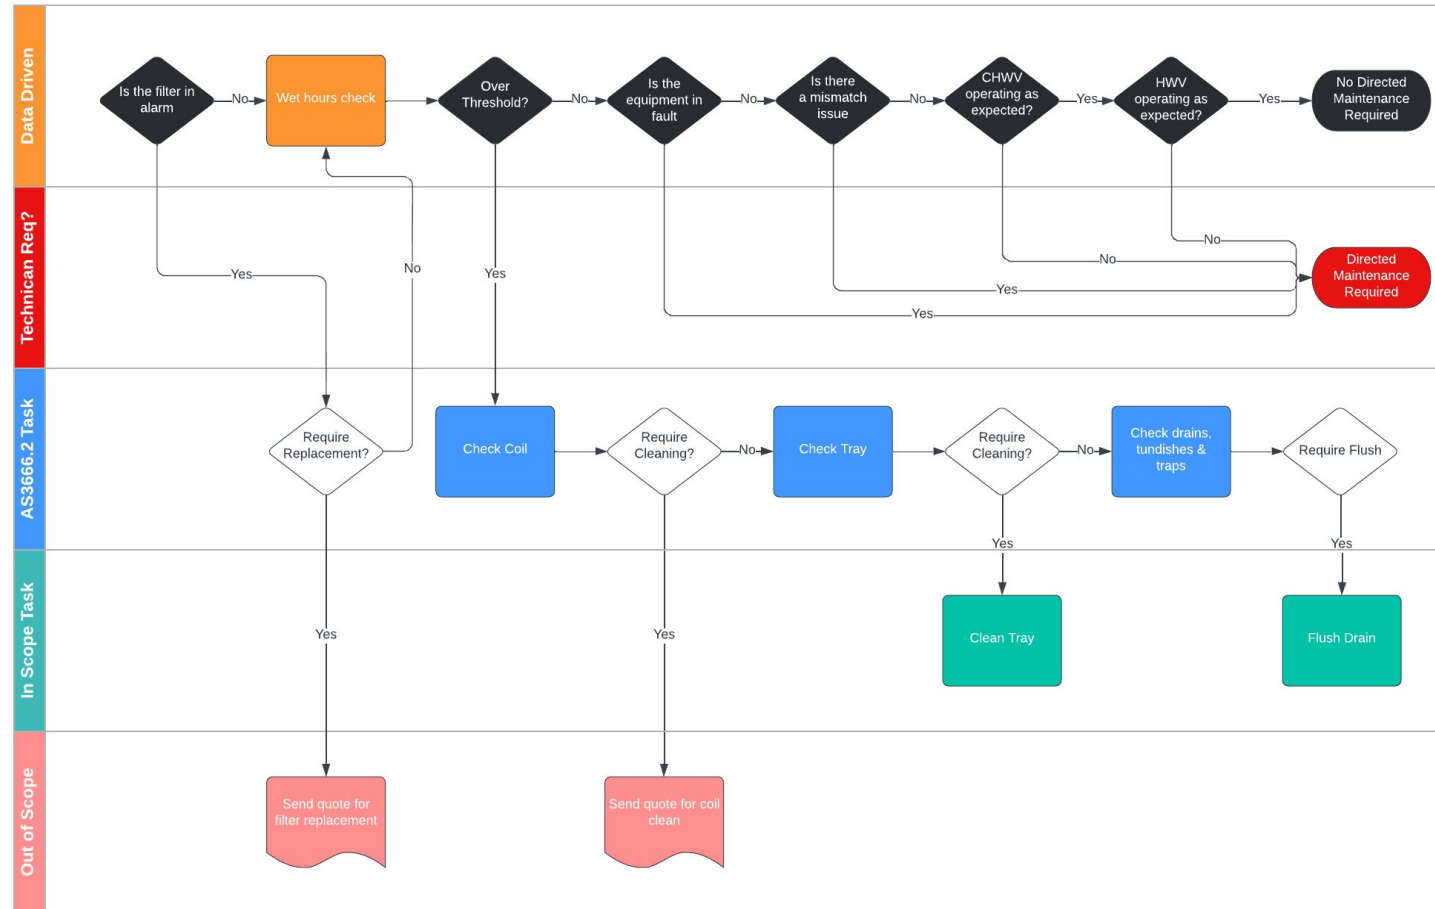 Data Driven
Is the filter in
alarm
No
Wet hours check
Over
Threshold?
No
Is the
equipment in
fault
No
Is there
a mismatch
issue
No
CHWV
operating as
expected?
Yes
HWV
operating as
expected?
Yes
No Directed
Maintenance
Required
Technican Req?
Yes
No
Yes
No
No
Yes
Yes
Directed
Maintenance
Required
AS3666.2 Task
Require
Replacement?
Check Coil
Require
Cleaning?
No
Check Tray
Require
Cleaning?
No
Check drains,
tundishes &
traps
Require Flush
Yes
Yes
In Scope Task
Yes
Yes
Clean Tray
Flush Drain
Out of Scope
Send quote for
filter replacement
Send quote for coil
clean